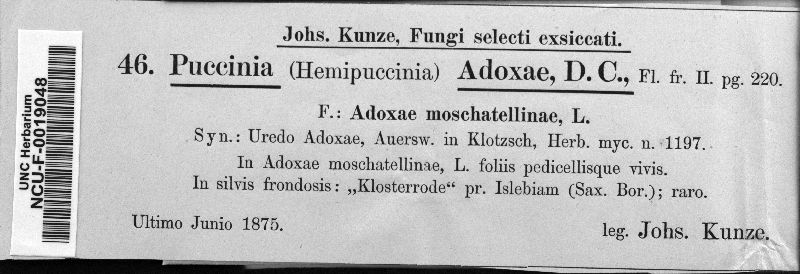 UNC Herbarium
NCU-F-0019048
Johs. Kunze, Fungi selecti exsiccati.
46. Puccinia (Hemipuccinia) Adoxae, D. C., Fl. fr. II. pg. 220.
F.: Adoxae moschatellinae, L.
Syn.: Uredo Adoxae, Auersw. in Klotzsch, Herb. myc. n. 1197.
In Adoxae moschatellinae, L. foliis pedicellisque vivis.
In silvis frondosis: „Klosterrode“ pr. Islebiam (Sax. Bor.); raro.
Ultimo Junio 1875. leg. Johs. Kunze.